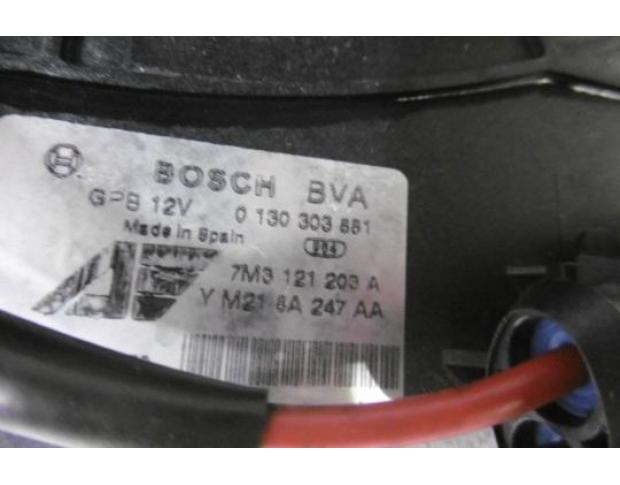 BOSCH BVA
GPB 12V 0 130 303 881
Made in Spain
7M3 121 203 A
Y M21 8A 247 AA